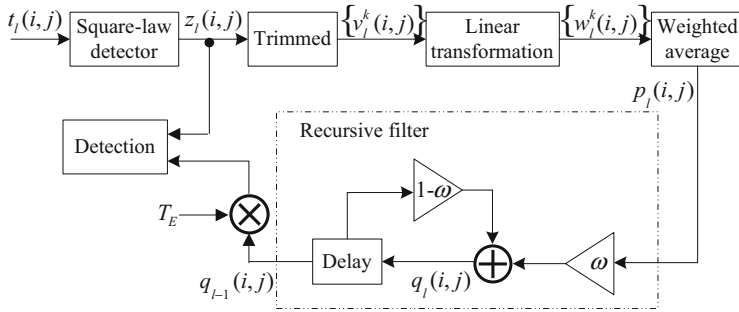 t_l(i,j)
Square-law
detector
z_l(i,j)
Trimmed
{v_l^k(i,j)}
Linear
transformation
{w_l^k(i,j)}
Weighted
average
p_l(i,j)
Recursive filter
Detection
1-ω
T_E
Delay
q_l(i,j)
ω
q_{l-1}(i,j)